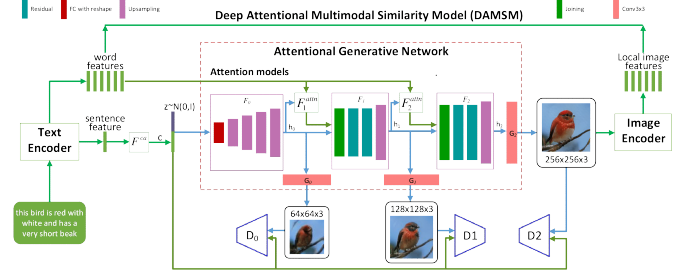 Residual
FC with reshape
Upsampling
Joining
Conv3x3
Deep Attentional Multimodal Similarity Model (DAMSM)
word
features
Attentional Generative Network
Local image
features
Attention models
z~N(0,I)
sentence
feature
Text
Encoder
F^ca
C
F₀
F₁^attn
F₁
F₂^attn
F₂
h₀
h₁
G₀
256x256x3
Image
Encoder
this bird is red with
white and has a
very short beak
64x64x3
128x128x3
D₀
D1
D2